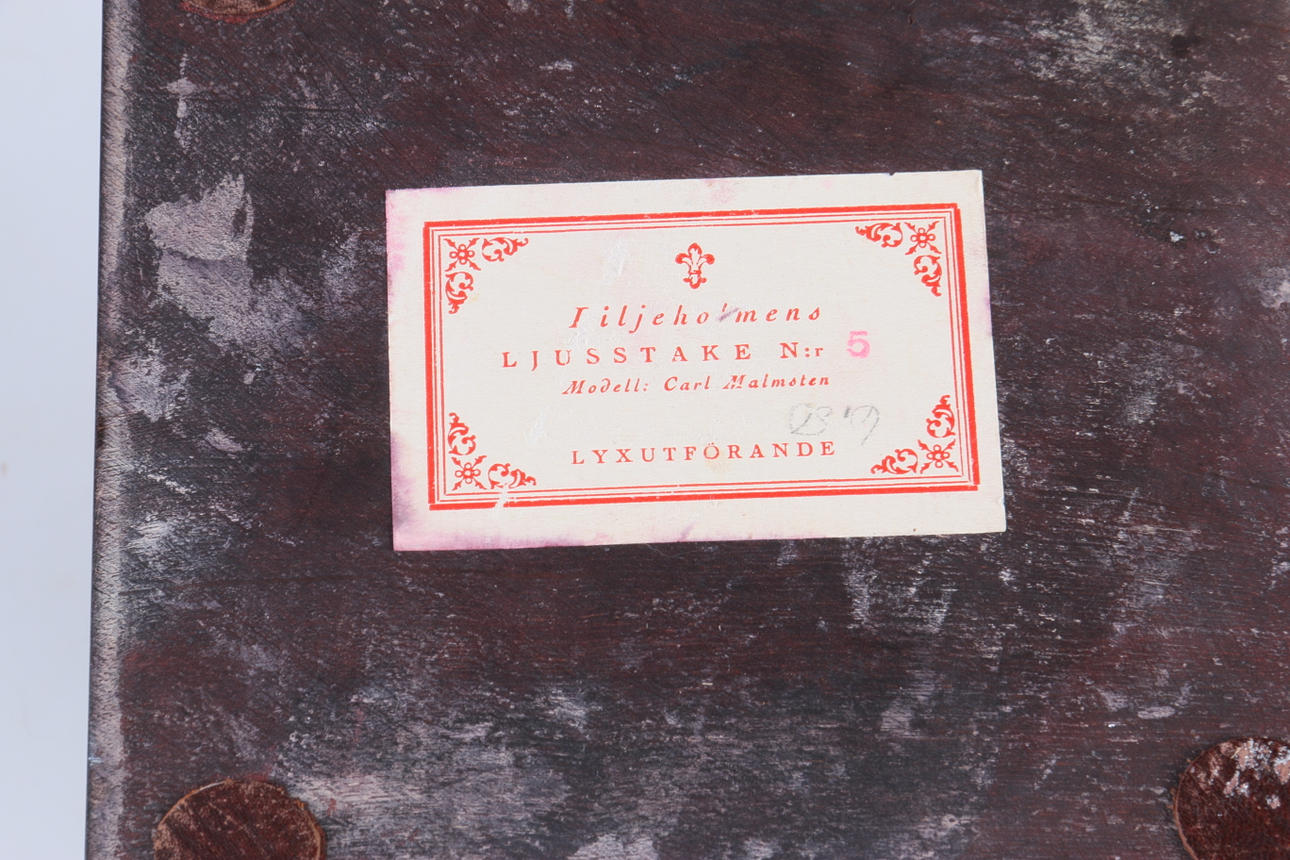 Liljeholmens
LJUSSTAKE N:r 5
Modell: Carl Malmsten
LYXUTFÖRANDE